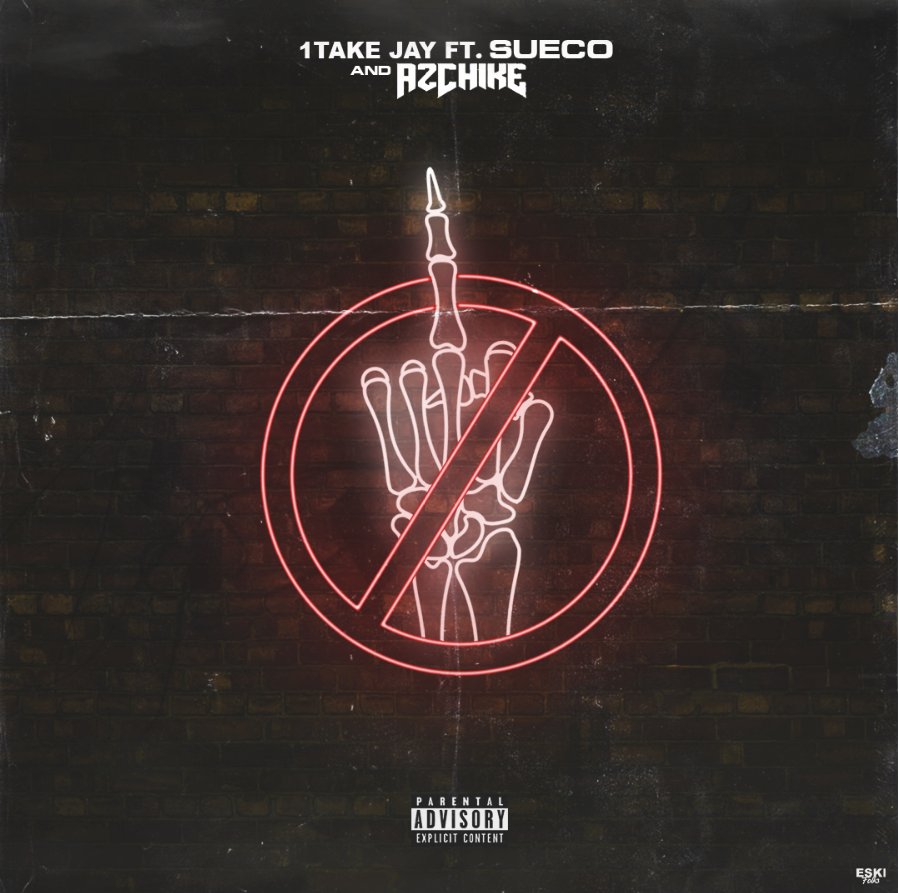 1TAKE JAY FT. SUECO
AND AZCHIKE
PARENTAL
ADVISORY
EXPLICIT CONTENT
ESKI